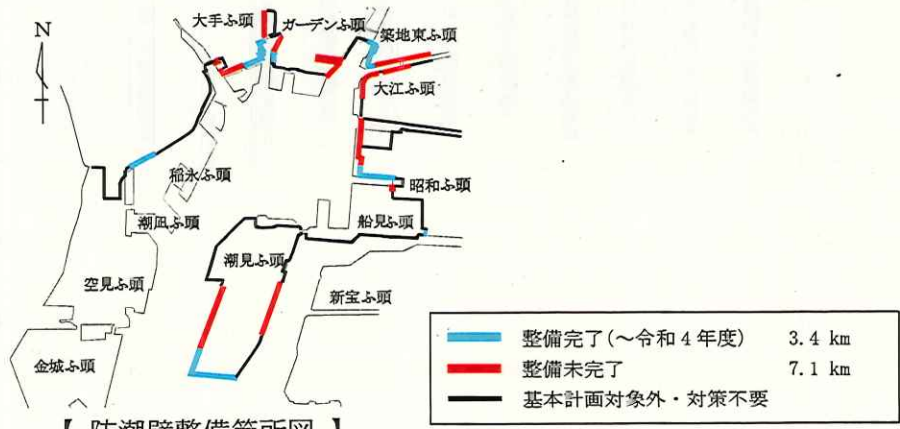 N
大手ふ頭
ガーデンふ頭
築地東ふ頭
大江ふ頭
稲永ふ頭
昭和ふ頭
潮凪ふ頭
船見ふ頭
潮見ふ頭
空見ふ頭
新宝ふ頭
金城ふ頭
整備完了(～令和4年度) 3.4 km
整備未完了 7.1 km
基本計画対象外・対策不要
【 防潮壁整備箇所図 】